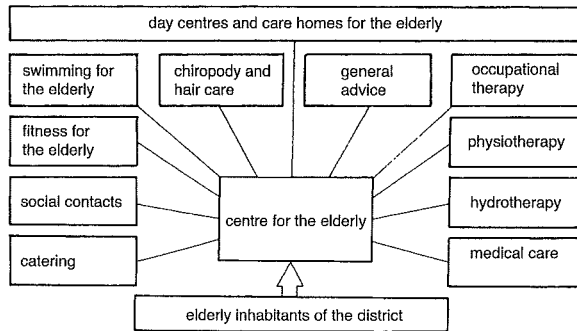 day centres and care homes for the elderly
swimming for
the elderly
chiropody and
hair care
general
advice
occupational
therapy
fitness for
the elderly
physiotherapy
social contacts
centre for the elderly
hydrotherapy
catering
medical care
elderly inhabitants of the district